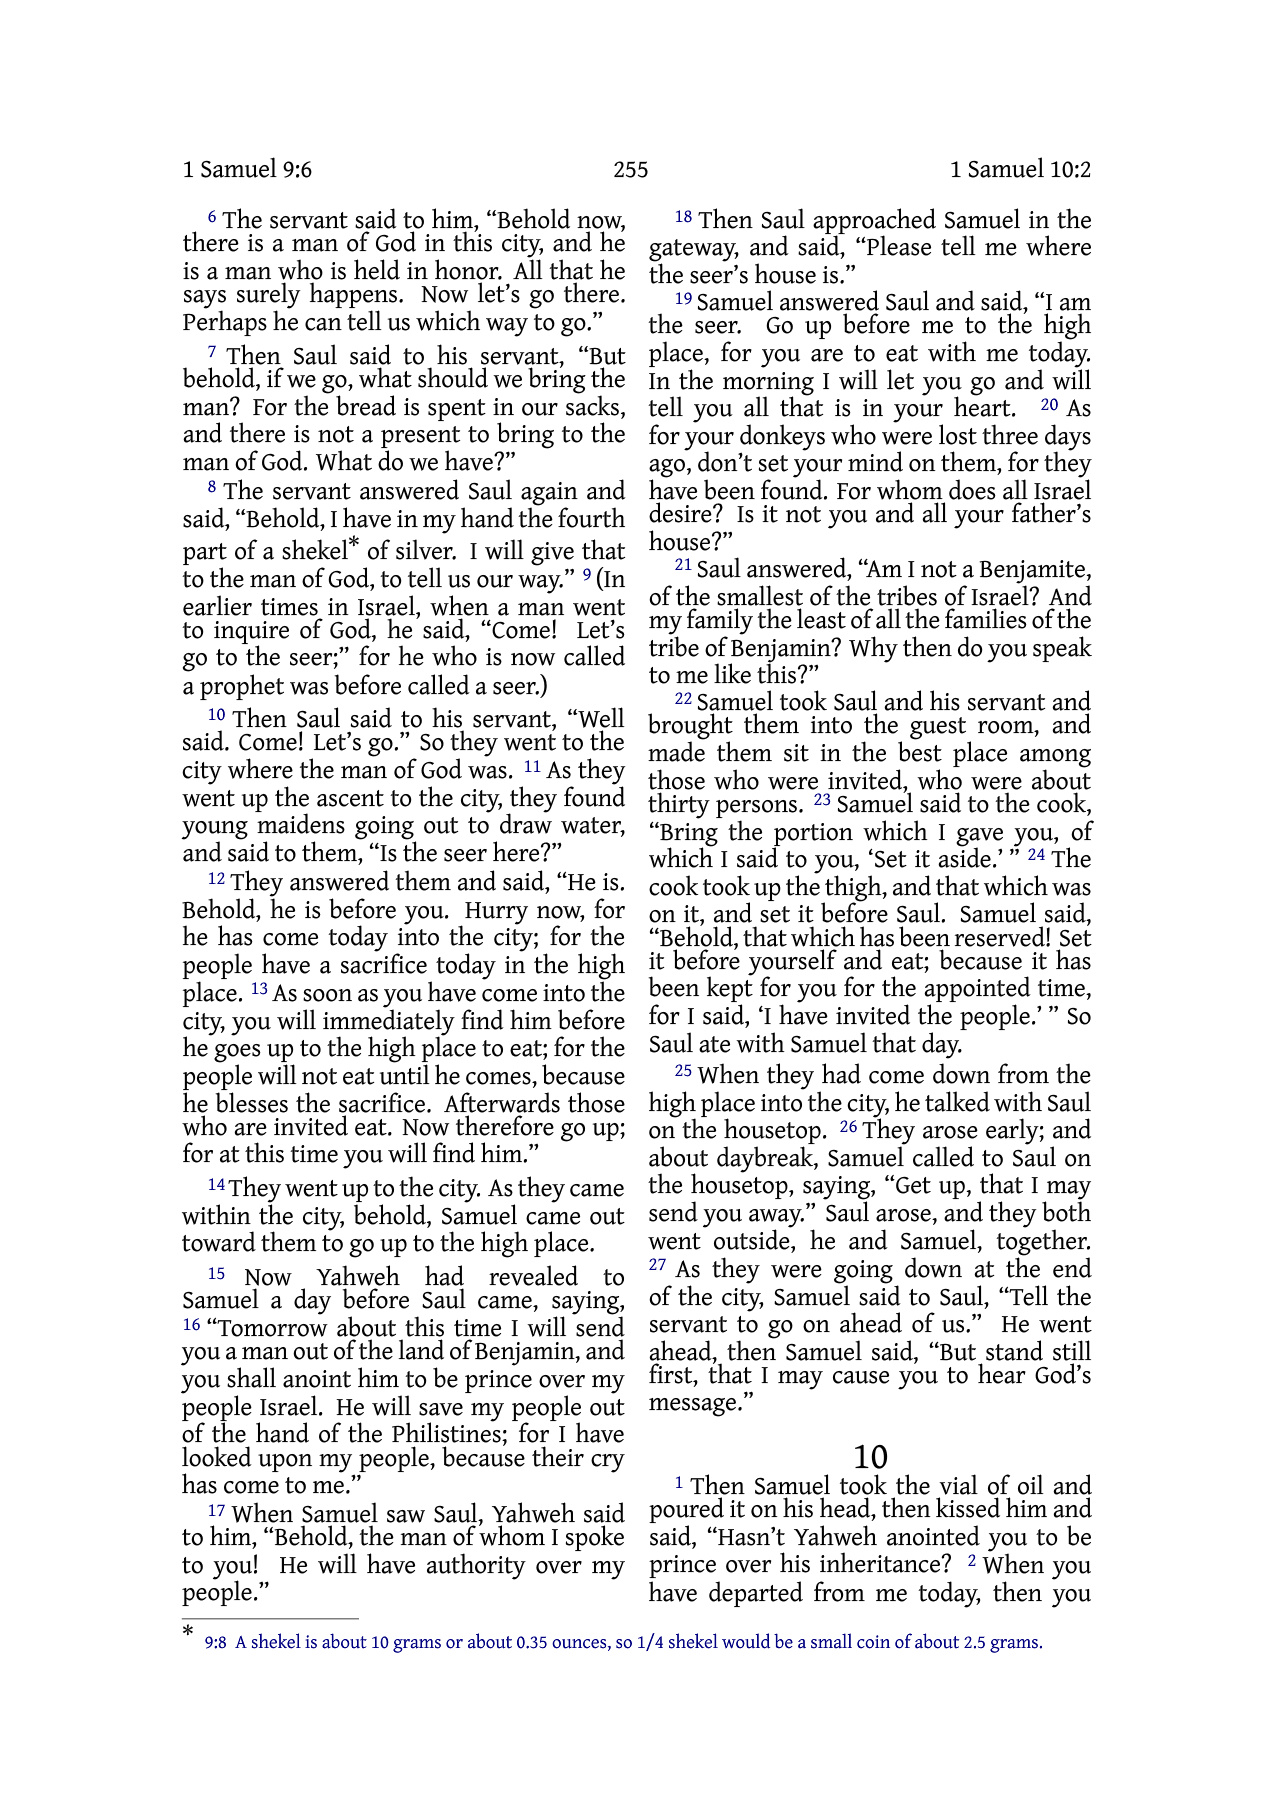 1 Samuel 9:6
255
1 Samuel 10:2
6 The servant said to him, “Behold now,
there is a man of God in this city, and he
is a man who is held in honor. All that he
says surely happens. Now let’s go there.
Perhaps he can tell us which way to go.”
7 Then Saul said to his servant, “But
behold, if we go, what should we bring the
man? For the bread is spent in our sacks,
and there is not a present to bring to the
man of God. What do we have?”
8 The servant answered Saul again and
said, “Behold, I have in my hand the fourth
part of a shekel* of silver. I will give that
to the man of God, to tell us our way.” 9 (In
earlier times in Israel, when a man went
to inquire of God, he said, “Come! Let’s
go to the seer;” for he who is now called
a prophet was before called a seer.)
10 Then Saul said to his servant, “Well
said. Come! Let’s go.” So they went to the
city where the man of God was. 11 As they
went up the ascent to the city, they found
young maidens going out to draw water,
and said to them, “Is the seer here?”
12 They answered them and said, “He is.
Behold, he is before you. Hurry now, for
he has come today into the city; for the
people have a sacrifice today in the high
place. 13 As soon as you have come into the
city, you will immediately find him before
he goes up to the high place to eat; for the
people will not eat until he comes, because
he blesses the sacrifice. Afterwards those
who are invited eat. Now therefore go up;
for at this time you will find him.”
14 They went up to the city. As they came
within the city, behold, Samuel came out
toward them to go up to the high place.
15 Now Yahweh had revealed to
Samuel a day before Saul came, saying,
16 “Tomorrow about this time I will send
you a man out of the land of Benjamin, and
you shall anoint him to be prince over my
people Israel. He will save my people out
of the hand of the Philistines; for I have
looked upon my people, because their cry
has come to me.”
17 When Samuel saw Saul, Yahweh said
to him, “Behold, the man of whom I spoke
to you! He will have authority over my
people.”
18 Then Saul approached Samuel in the
gateway, and said, “Please tell me where
the seer’s house is.”
19 Samuel answered Saul and said, “I am
the seer. Go up before me to the high
place, for you are to eat with me today.
In the morning I will let you go and will
tell you all that is in your heart. 20 As
for your donkeys who were lost three days
ago, don’t set your mind on them, for they
have been found. For whom does all Israel
desire? Is it not you and all your father’s
house?”
21 Saul answered, “Am I not a Benjamite,
of the smallest of the tribes of Israel? And
my family the least of all the families of the
tribe of Benjamin? Why then do you speak
to me like this?”
22 Samuel took Saul and his servant and
brought them into the guest room, and
made them sit in the best place among
those who were invited, who were about
thirty persons. 23 Samuel said to the cook,
“Bring the portion which I gave you, of
which I said to you, ‘Set it aside.’ ” 24 The
cook took up the thigh, and that which was
on it, and set it before Saul. Samuel said,
“Behold, that which has been reserved! Set
it before yourself and eat; because it has
been kept for you for the appointed time,
for I said, ‘I have invited the people.’ ” So
Saul ate with Samuel that day.
25 When they had come down from the
high place into the city, he talked with Saul
on the housetop. 26 They arose early; and
about daybreak, Samuel called to Saul on
the housetop, saying, “Get up, that I may
send you away.” Saul arose, and they both
went outside, he and Samuel, together.
27 As they were going down at the end
of the city, Samuel said to Saul, “Tell the
servant to go on ahead of us.” He went
ahead, then Samuel said, “But stand still
first, that I may cause you to hear God’s
message.”
10
1 Then Samuel took the vial of oil and
poured it on his head, then kissed him and
said, “Hasn’t Yahweh anointed you to be
prince over his inheritance? 2 When you
have departed from me today, then you
* 9:8 A shekel is about 10 grams or about 0.35 ounces, so 1/4 shekel would be a small coin of about 2.5 grams.